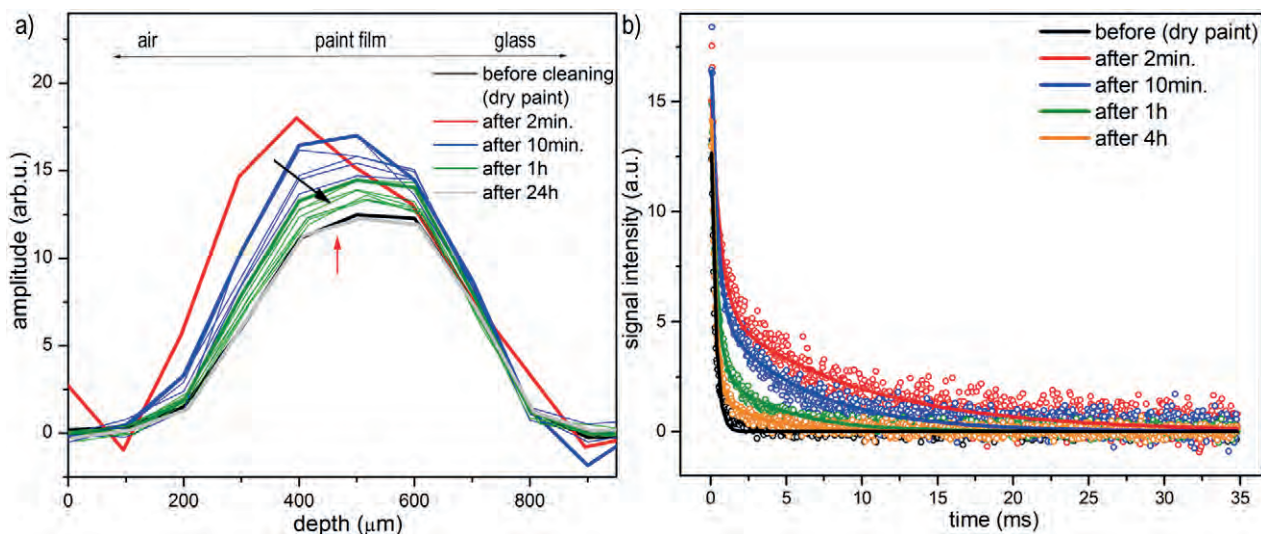 a)
air paint film glass
before cleaning
(dry paint)
after 2min.
after 10min.
after 1h
after 24h
20
15
10
5
0
amplitude (arb.u.)
0 200 400 600 800
depth (μm)
b)
before (dry paint)
after 2min.
after 10min.
after 1h
after 4h
15
10
5
0
signal intensity (a.u.)
0 5 10 15 20 25 30 35
time (ms)